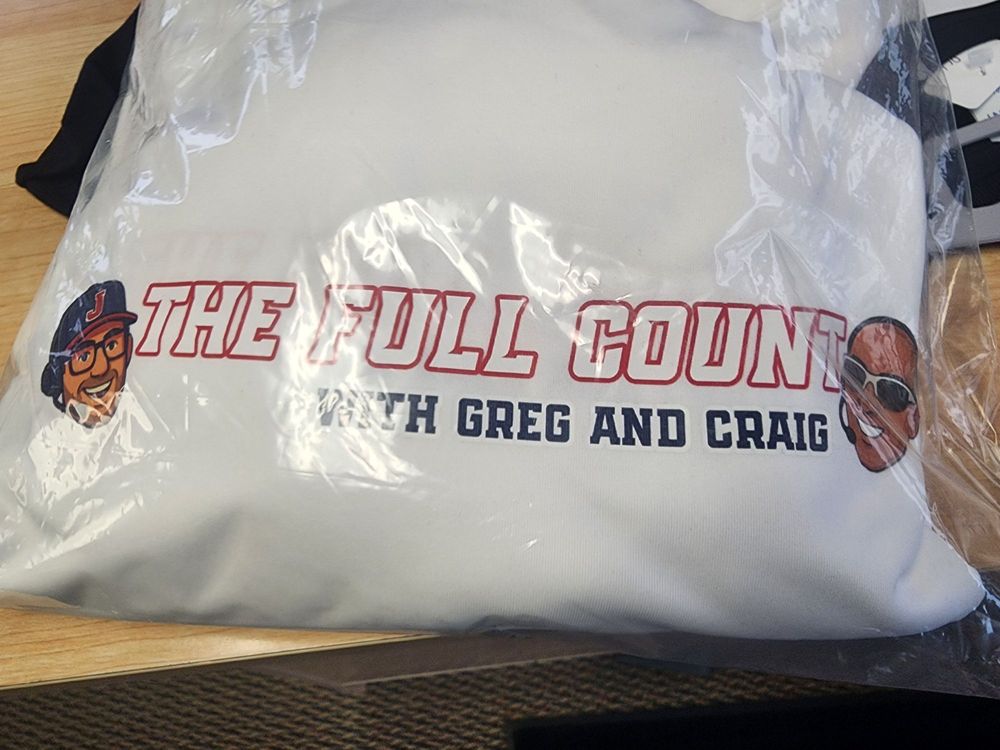 THE FULL COUNT
WITH GREG AND CRAIG
J